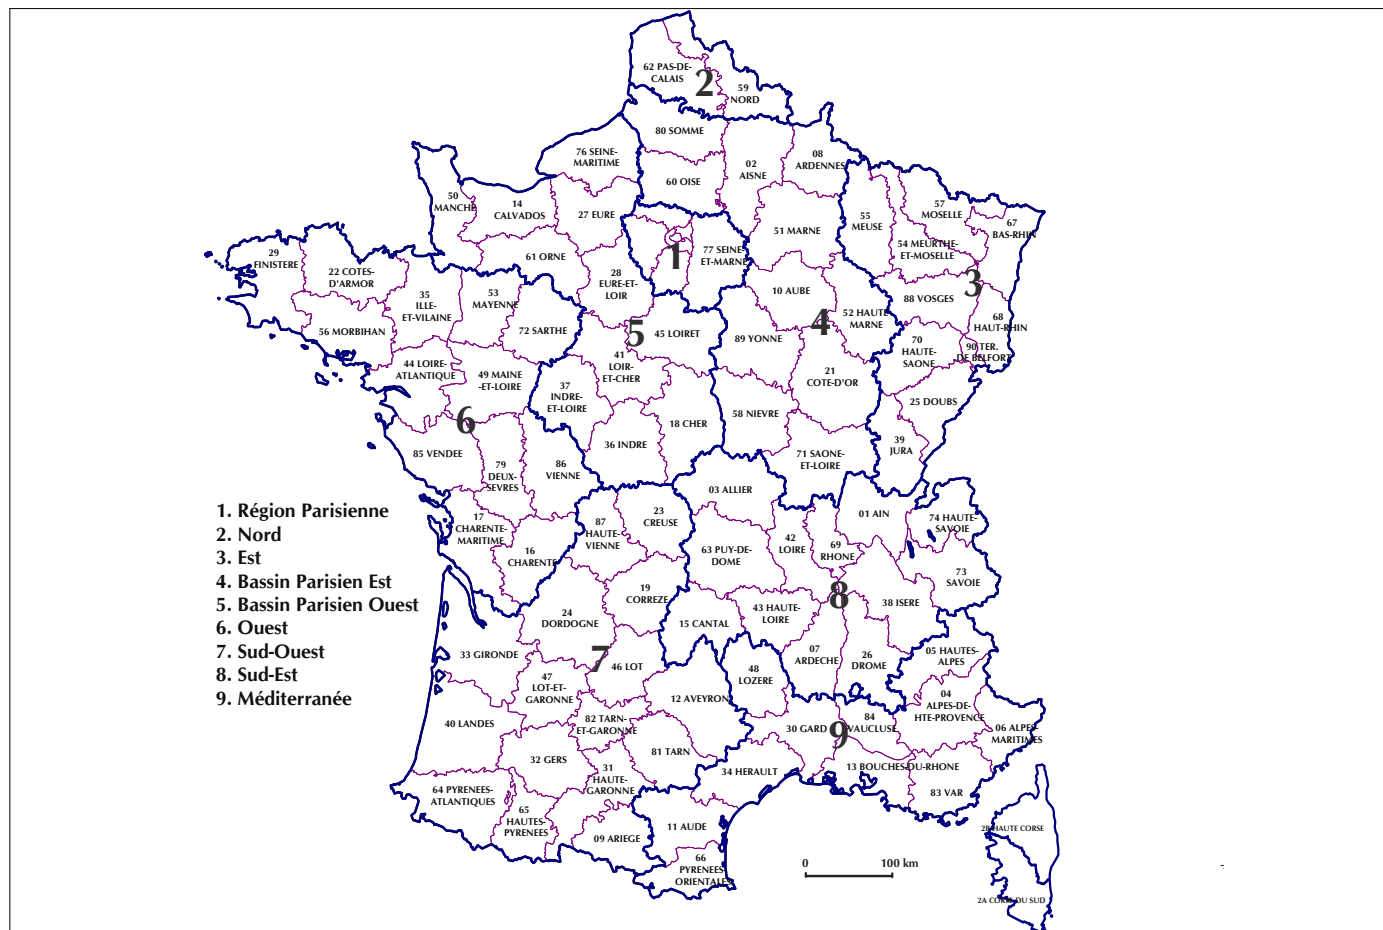 62 PAS-DE-
CALAIS
2
59
NORD
80 SOMME
76 SEINE-
MARITIME
02
AISNE
08
ARDENNES
60 OISE
50
MANCHE
14
CALVADOS
27 EURE
51 MARNE
55
MEUSE
57
MOSELLE
67
BAS-RHIN
54 MEURTHE-
ET-MOSELLE
61 ORNE
1
77 SEINE-
ET-MARNE
29
FINISTERE
22 COTES-
D'ARMOR
35
ILLE-
ET-VILAINE
53
MAYENNE
28
EURE-ET-
LOIR
10 AUBE
52 HAUTE
MARNE
88 VOSGES
3
68
HAUT-RHIN
56 MORBIHAN
72 SARTHE
5
45 LOIRET
89 YONNE
4
70
HAUTE-
SAONE
90 TER.
DE BELFORT
44 LOIRE-
ATLANTIQUE
49 MAINE
-ET-LOIRE
37
INDRE-
ET-LOIRE
41
LOIR-
ET-CHER
21
COTE-D'OR
25 DOUBS
6
18 CHER
58 NIEVRE
36 INDRE
39
JURA
85 VENDEE
79
DEUX-
SEVRES
86
VIENNE
71 SAONE-
ET-LOIRE
03 ALLIER
01 AIN
74 HAUTE-
SAVOIE
17
CHARENTE-
MARITIME
16
CHARENTE
87
HAUTE-
VIENNE
23
CREUSE
63 PUY-DE-
DOME
42
LOIRE
69
RHONE
73
SAVOIE
1. Région Parisienne
2. Nord
3. Est
4. Bassin Parisien Est
5. Bassin Parisien Ouest
6. Ouest
7. Sud-Ouest
8. Sud-Est
9. Méditerranée
19
CORREZE
8
38 ISERE
24
DORDOGNE
15 CANTAL
43 HAUTE-
LOIRE
33 GIRONDE
7
46 LOT
48
LOZERE
07
ARDECHE
26
DROME
05 HAUTES-
ALPES
47
LOT-ET-
GARONNE
12 AVEYRON
04
ALPES-DE-
HTE-PROVENCE
40 LANDES
82 TARN-
ET-GARONNE
30 GARD
9
84
VAUCLUSE
06 ALPES-
MARITIMES
32 GERS
81 TARN
31
HAUTE-
GARONNE
34 HERAULT
13 BOUCHES-DU-RHONE
83 VAR
64 PYRENEES-
ATLANTIQUES
65
HAUTES-
PYRENEES
09 ARIEGE
11 AUDE
66
PYRENEES-
ORIENTALES
2B HAUTE CORSE
2A CORSE DU SUD
0
100 km